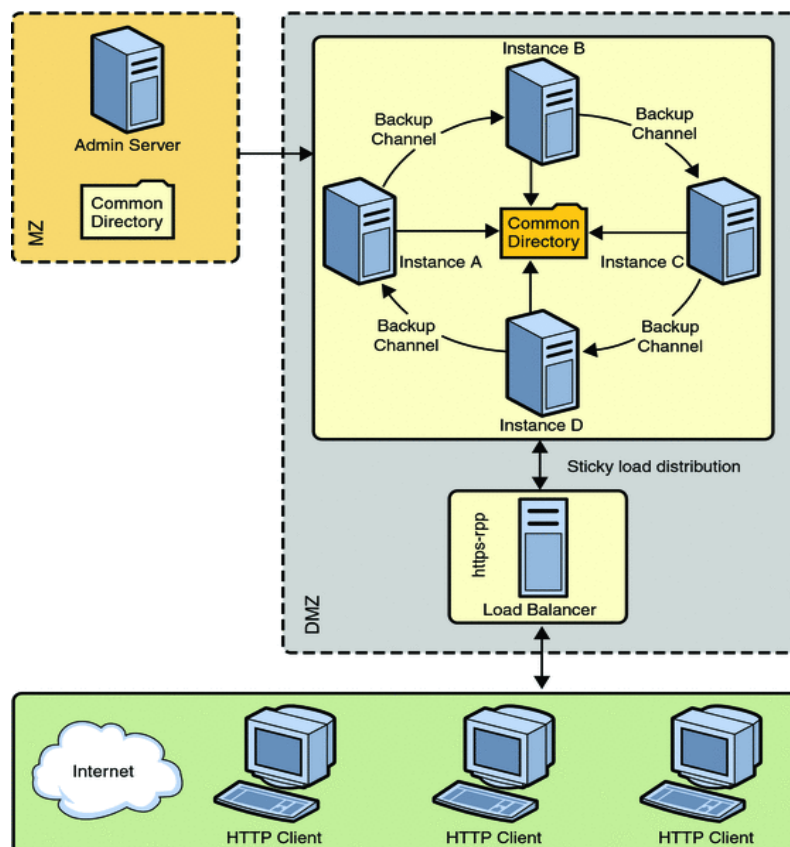 Admin Server
Common
Directory
MZ
Instance B
Backup
Channel
Backup
Channel
Common
Directory
Instance A
Instance C
Backup
Channel
Backup
Channel
Instance D
Sticky load distribution
https-rpp
Load Balancer
DMZ
Internet
HTTP Client
HTTP Client
HTTP Client